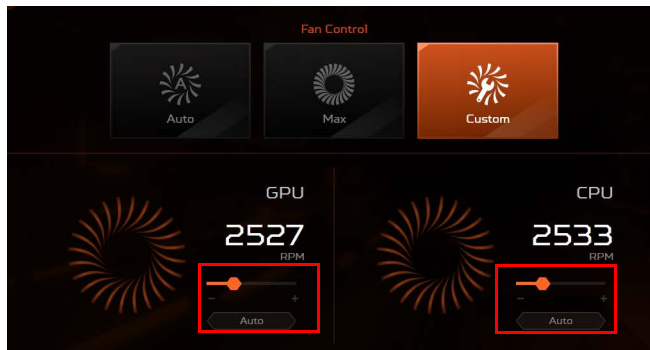 Fan Control
A
Auto
Max
Custom
GPU
2527
RPM
- +
Auto
CPU
2533
RPM
- +
Auto